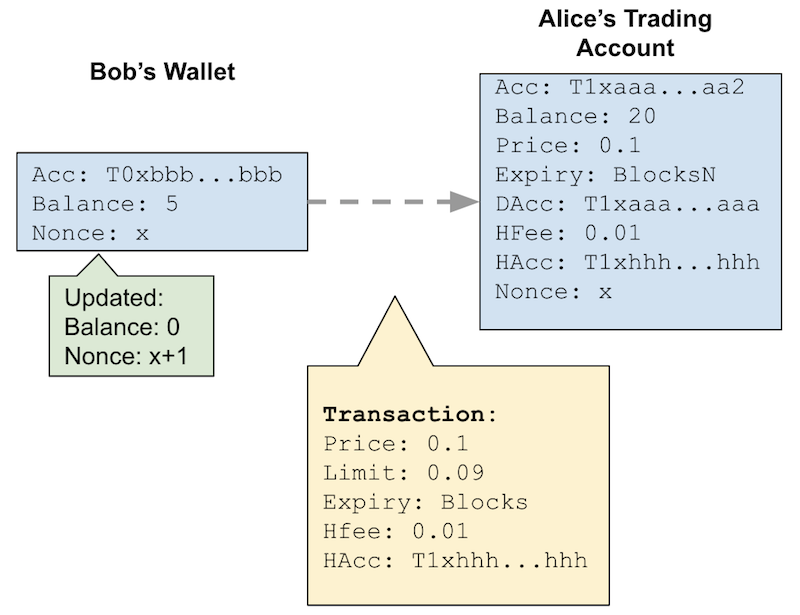 Bob's Wallet
Acc: T0xbbb...bbb
Balance: 5
Nonce: x
Updated:
Balance: 0
Nonce: x+1
Alice's Trading
Account
Acc: T1xaaa...aa2
Balance: 20
Price: 0.1
Expiry: BlocksN
DAcc: T1xaaa...aaa
HFee: 0.01
HAcc: T1xhhh...hhh
Nonce: x
Transaction:
Price: 0.1
Limit: 0.09
Expiry: Blocks
Hfee: 0.01
HAcc: T1xhhh...hhh